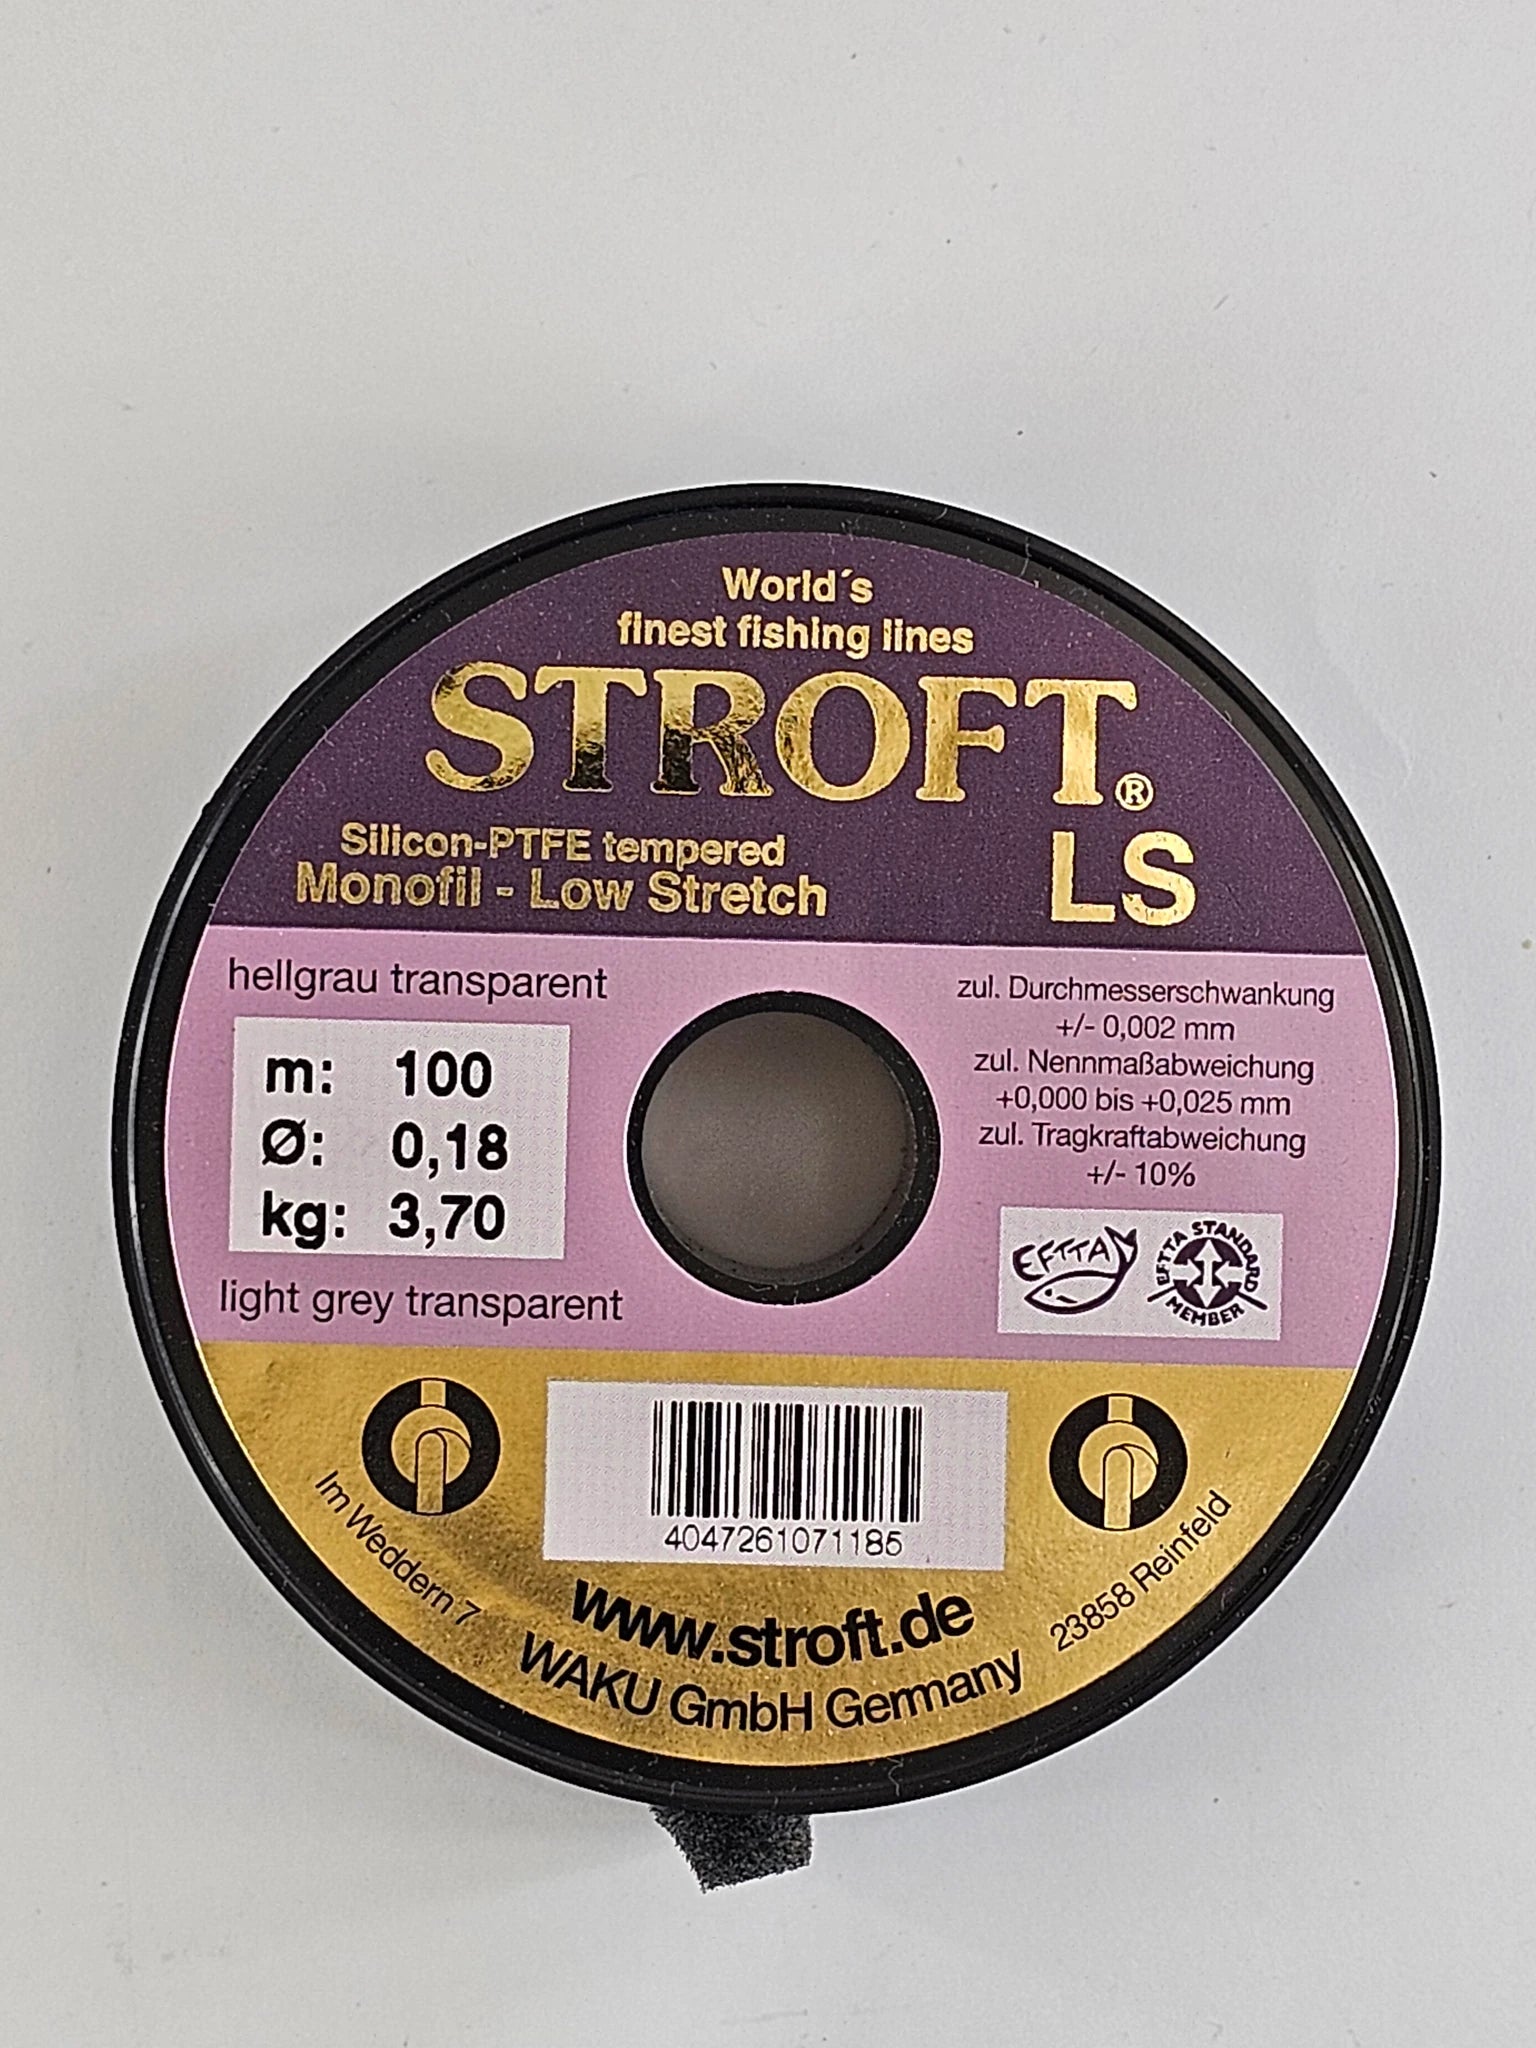 World´s
finest fishing lines
STROFT®
LS
Silicon-PTFE tempered
Monofil - Low Stretch
hellgrau transparent
m: 100
Ø: 0,18
kg: 3,70
light grey transparent
zul. Durchmesserschwankung
+/- 0,002 mm
zul. Nennmaßabweichung
+0,000 bis +0,025 mm
zul. Tragkraftabweichung
+/- 10%
EFTTA
EFTTA STANDARD
MEMBER
4047261071185
www.stroft.de
Im Weddern 7
WAKU GmbH Germany
23858 Reinfeld